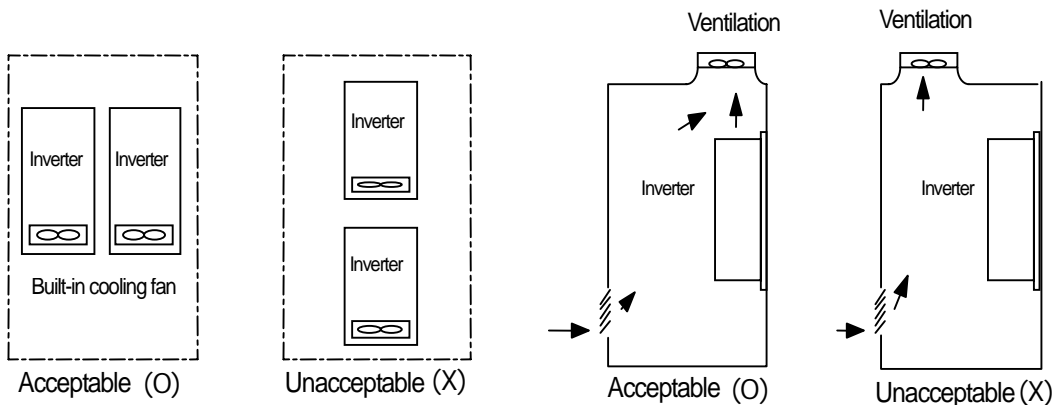 Ventilation
Ventilation
Inverter
Inverter
Inverter
Inverter
Inverter
Inverter
Built-in cooling fan
Acceptable (O)
Unacceptable (X)
Acceptable (O)
Unacceptable (X)